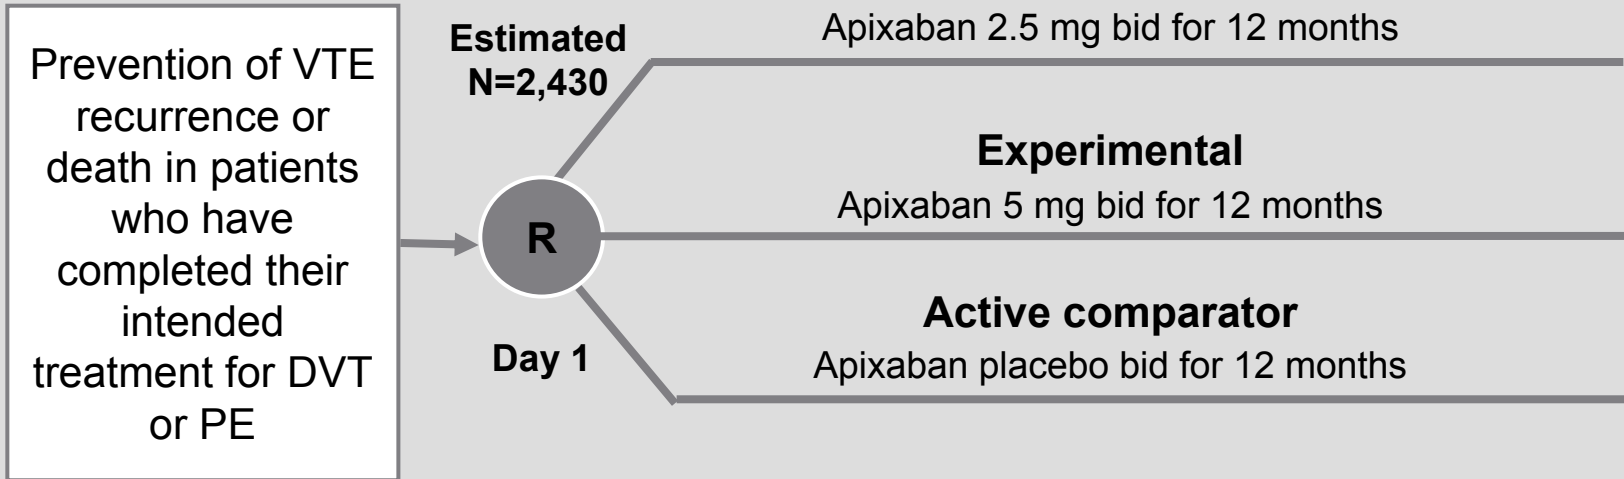 Prevention of VTE
recurrence or
death in patients
who have
completed their
intended
treatment for DVT
or PE
Estimated
N=2,430
R
Day 1
Apixaban 2.5 mg bid for 12 months
Experimental
Apixaban 5 mg bid for 12 months
Active comparator
Apixaban placebo bid for 12 months